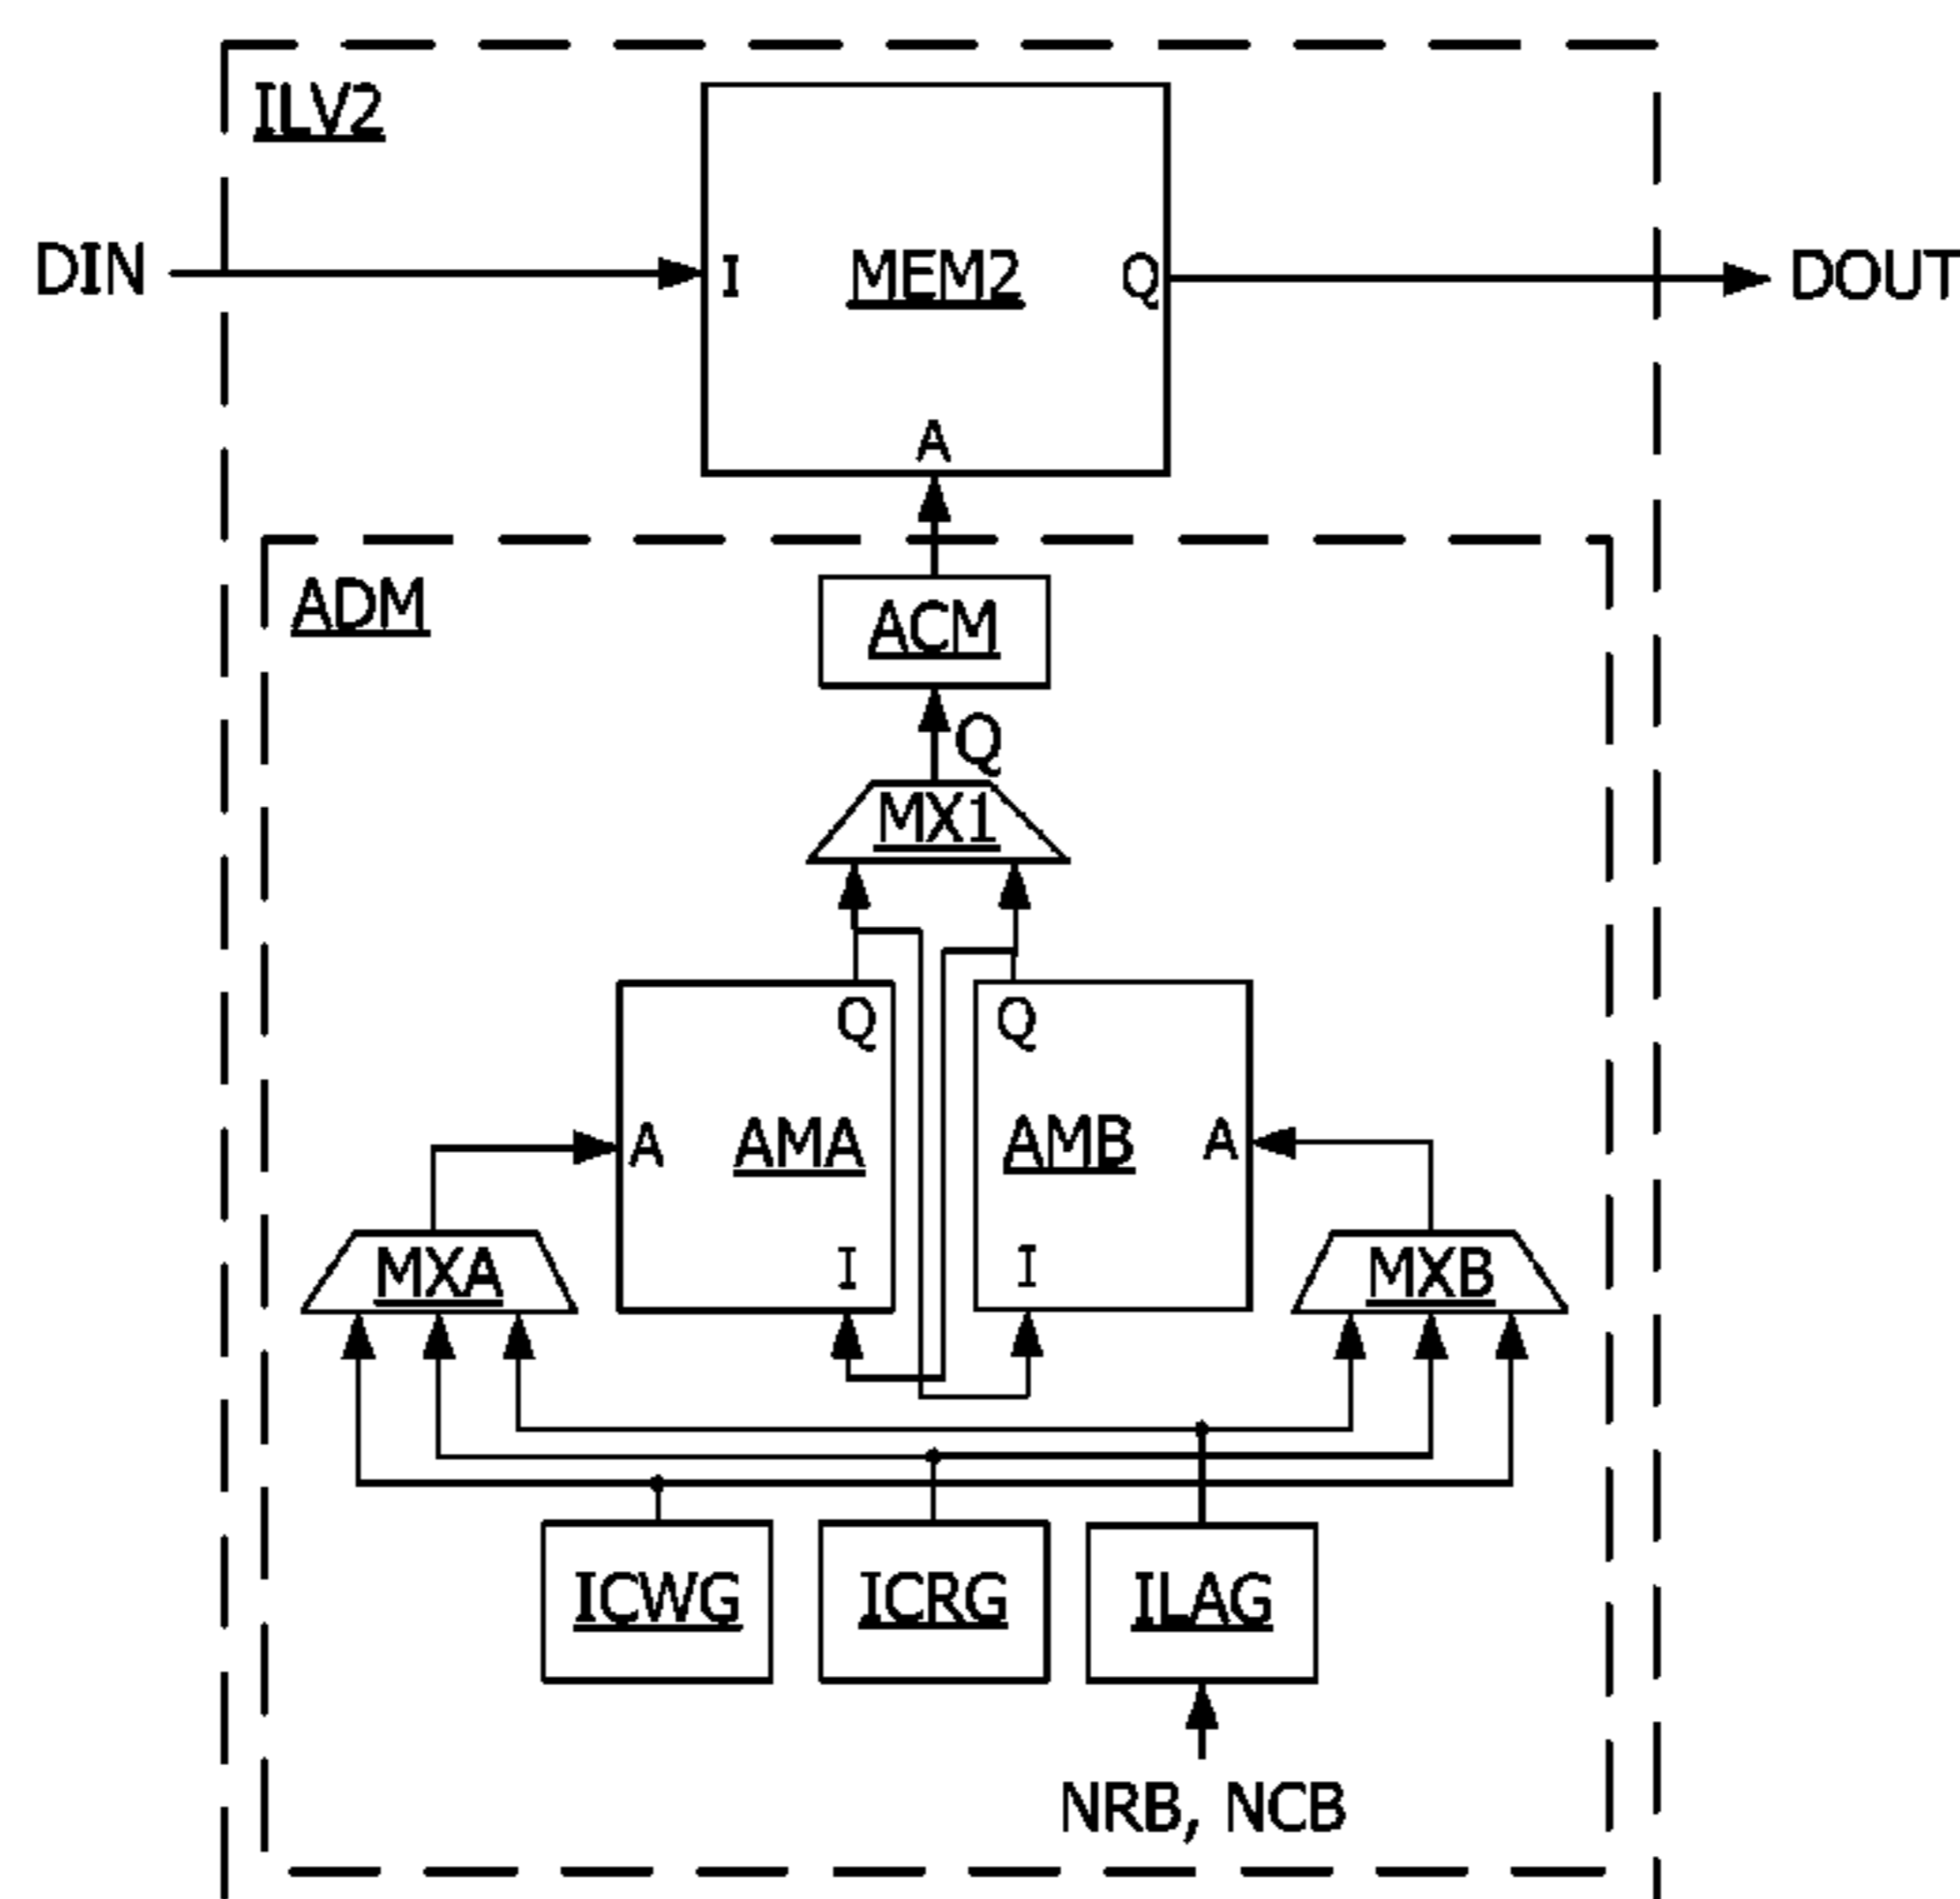 ILV2
DIN
I
MEM2
Q
DOUT
A
ADM
ACM
Q
MX1
Q
Q
A
AMA
AMB
A
MXA
I
I
MXB
ICWG
ICRG
ILAG
NRB, NCB